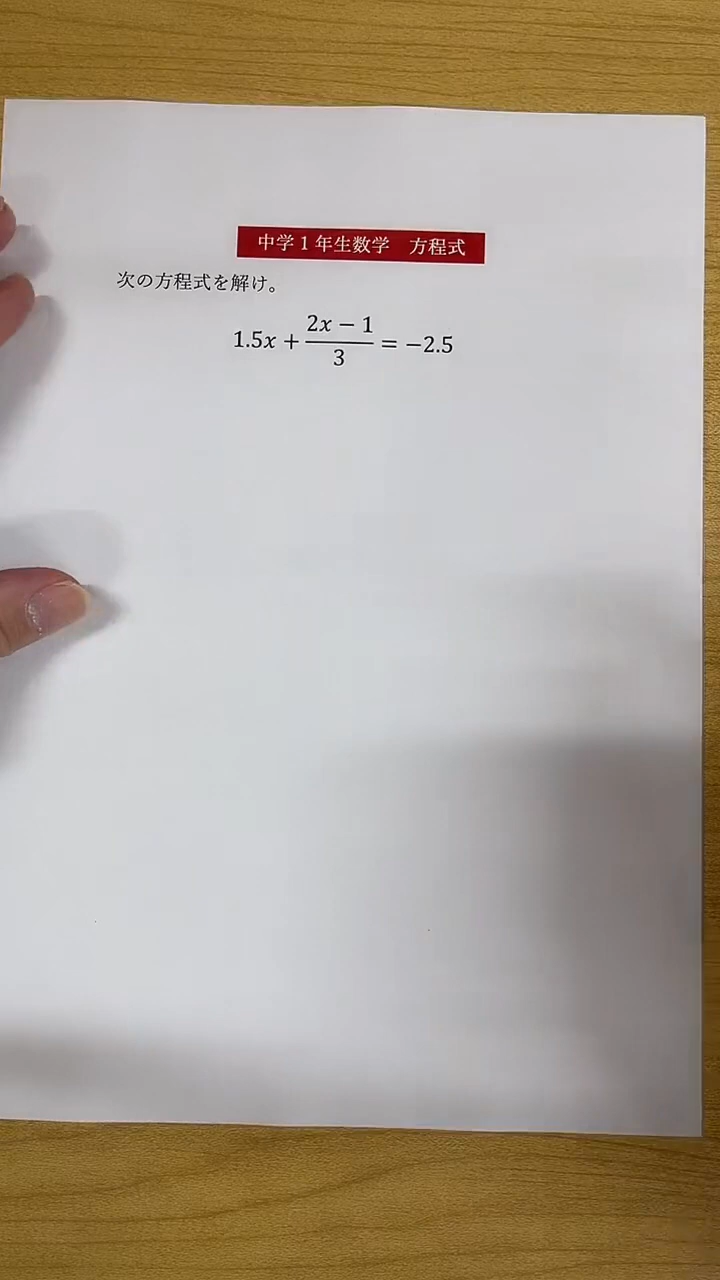 中学1年生数学　方程式
次の方程式を解け。
1.5x + \frac{2x − 1}{3} = −2.5